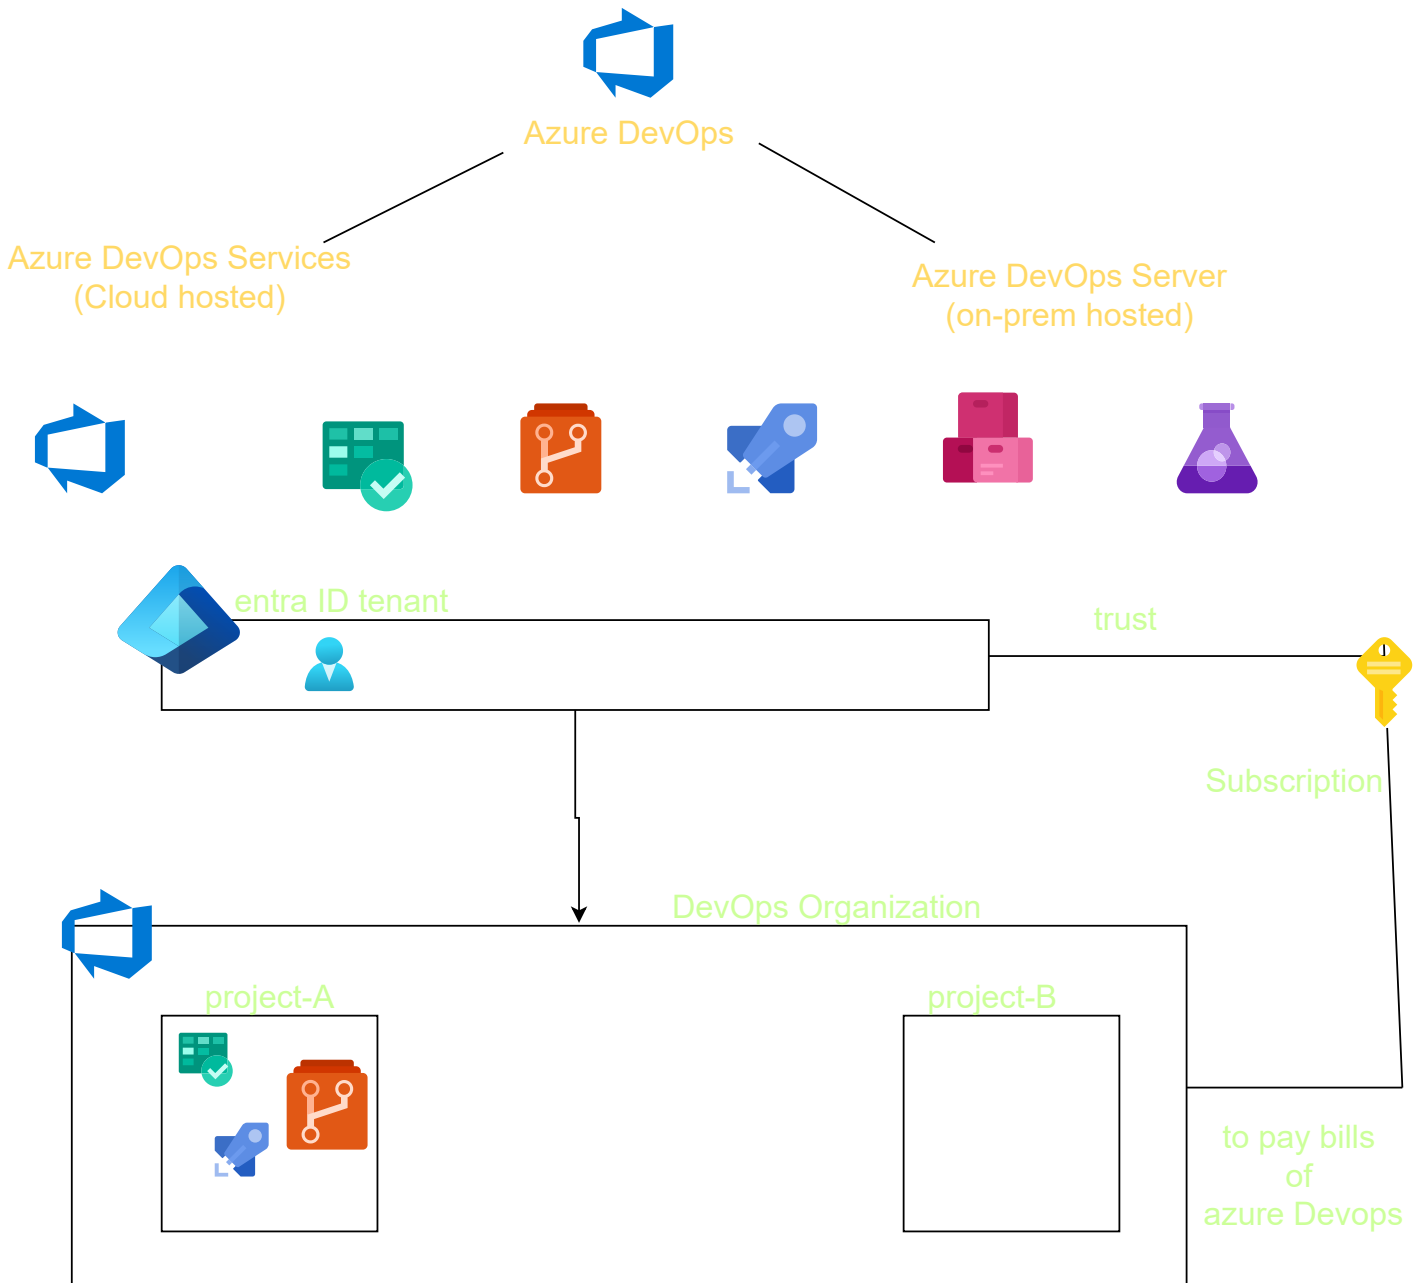 Azure DevOps
Azure DevOps Services
(Cloud hosted)
Azure DevOps Server
(on-prem hosted)
entra ID tenant
trust
Subscription
DevOps Organization
project-A
project-B
to pay bills
of
azure Devops